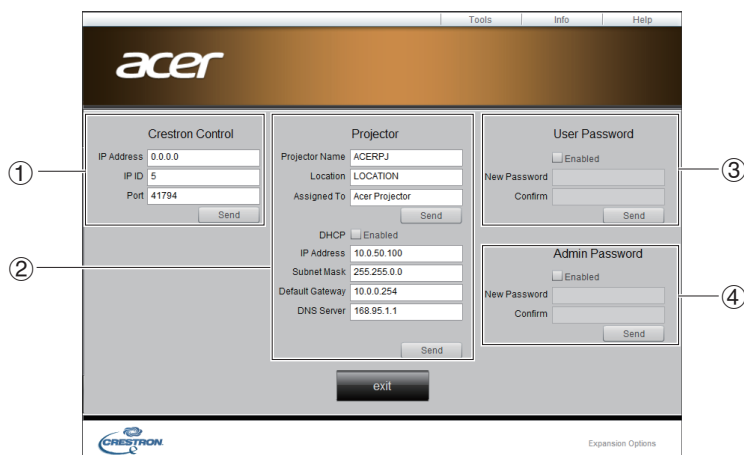 Tools Info Help
acer
Crestron Control
IP Address 0.0.0.0
IP ID 5
Port 41794
Send
①
Projector
Projector Name ACERPJ
Location LOCATION
Assigned To Acer Projector
Send
DHCP Enabled
IP Address 10.0.50.100
Subnet Mask 255.255.0.0
Default Gateway 10.0.0.254
DNS Server 168.95.1.1
Send
②
User Password
Enabled
New Password
Confirm
Send
③
Admin Password
Enabled
New Password
Confirm
Send
④
exit
CRESTRON
Expansion Options